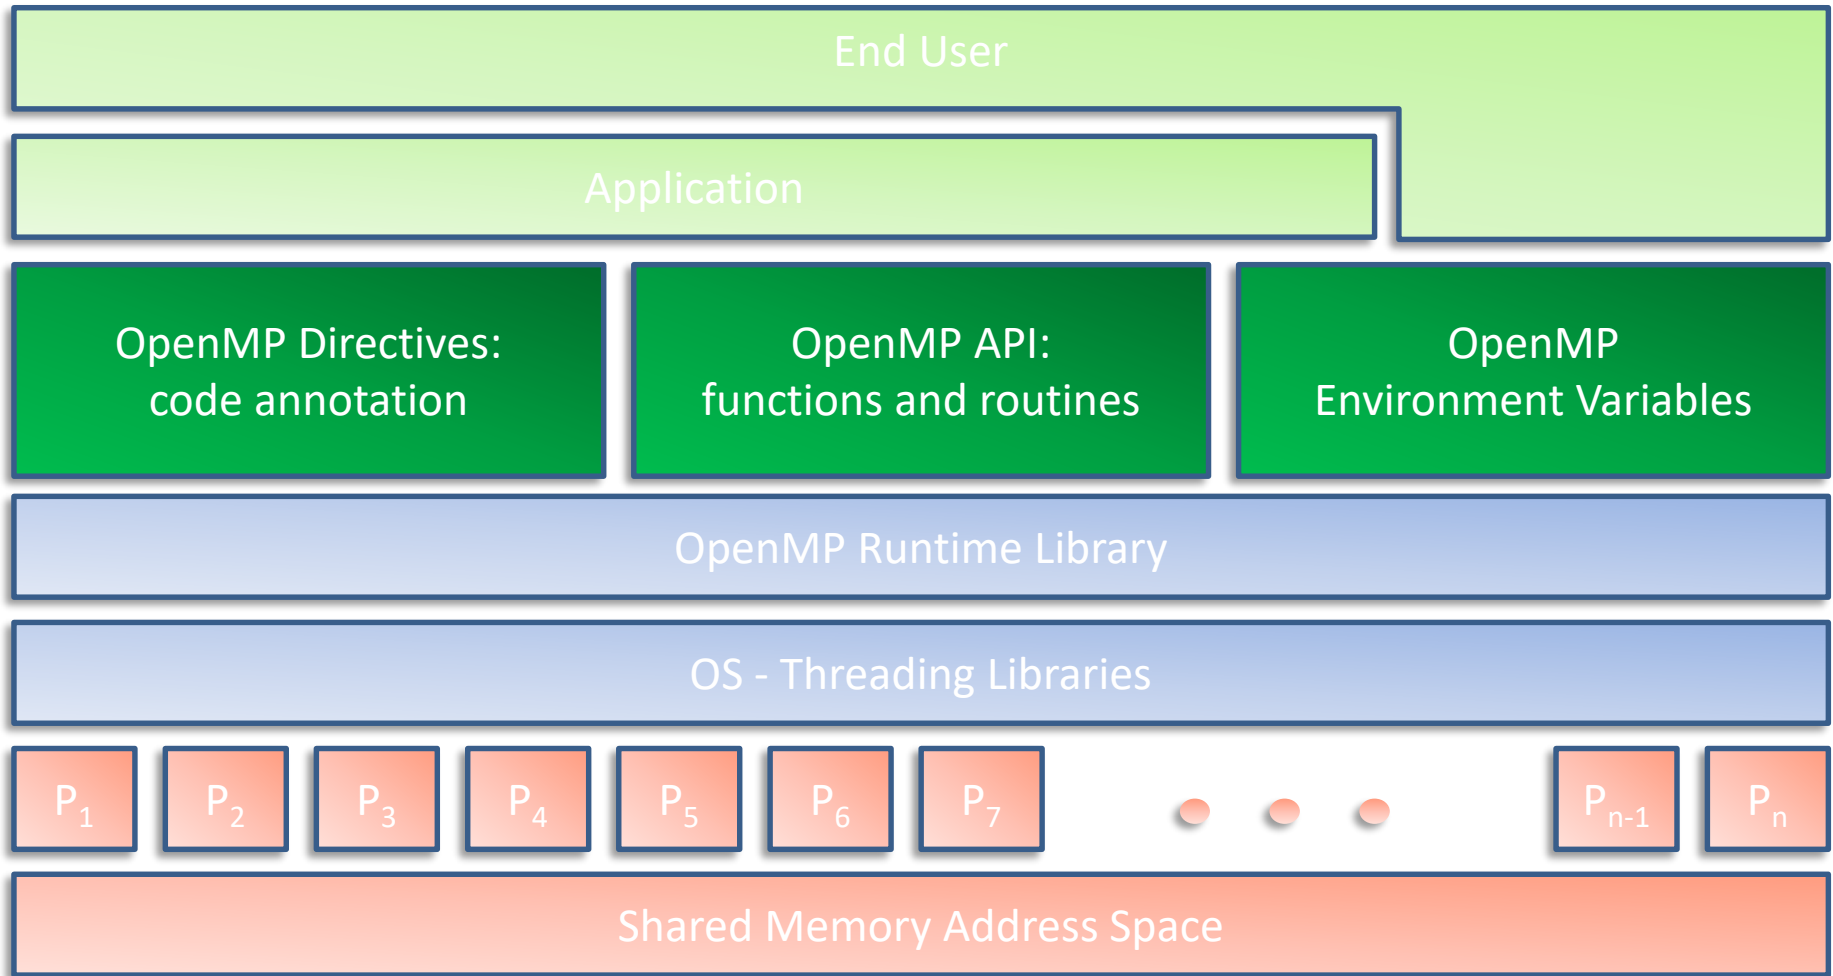 End User
Application
OpenMP Directives:
code annotation
OpenMP API:
functions and routines
OpenMP
Environment Variables
OpenMP Runtime Library
OS - Threading Libraries
P1 P2 P3 P4 P5 P6 P7 Pn-1 Pn
Shared Memory Address Space